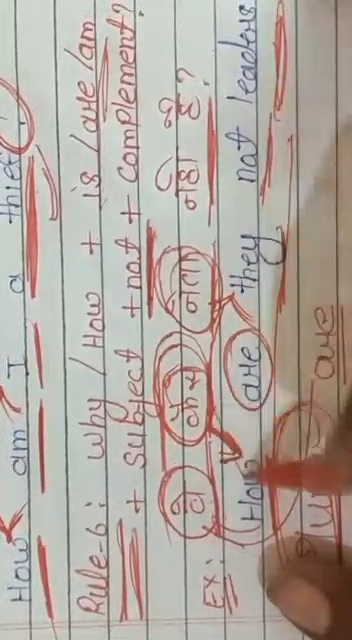 How am I a thief?
Rule-6: Why / How + is/are/am
+ subject + not + complement?
Ex: वे कैसे नेता नहीं हैं?
How are they not leaders
are